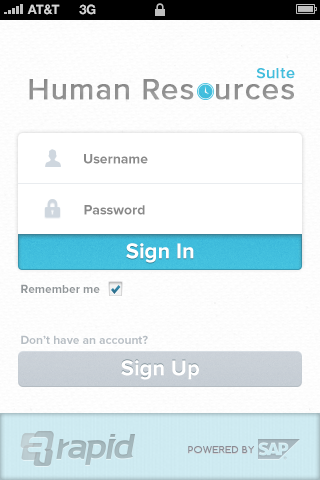 AT&T 3G
Suite
Human Resources
Username
Password
Sign In
Remember me
Don't have an account?
Sign Up
rapid
POWERED BY SAP